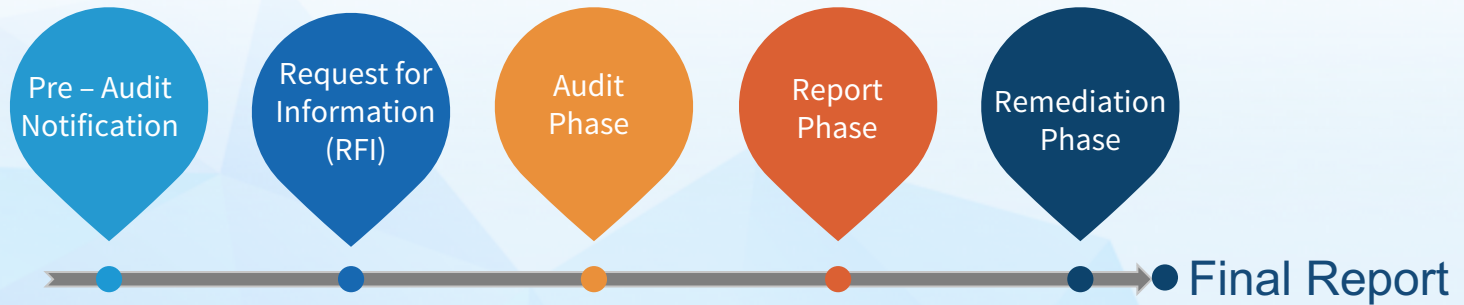 Pre – Audit
Notification
Request for
Information
(RFI)
Audit
Phase
Report
Phase
Remediation
Phase
Final Report